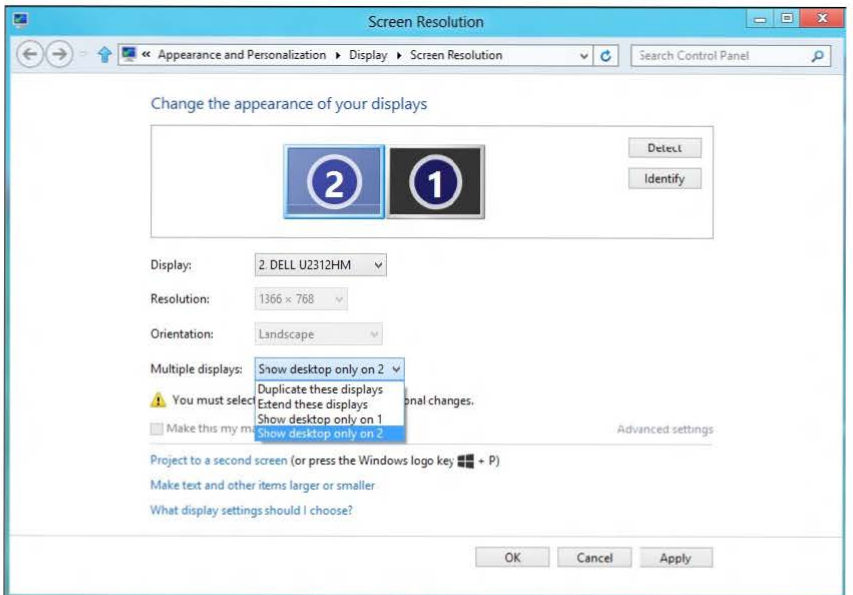 Screen Resolution
« Appearance and Personalization Display Screen Resolution Search Control Panel
Change the appearance of your displays
2 1
Detect
Identify
Display: 2. DELL U2312HM
Resolution: 1366 × 768
Orientation: Landscape
Multiple displays: Show desktop only on 2
Duplicate these displays
Extend these displays
Show desktop only on 1
Show desktop only on 2
You must select onal changes.
Make this my m Advanced settings
Project to a second screen (or press the Windows logo key + P)
Make text and other items larger or smaller
What display settings should I choose?
OK Cancel Apply